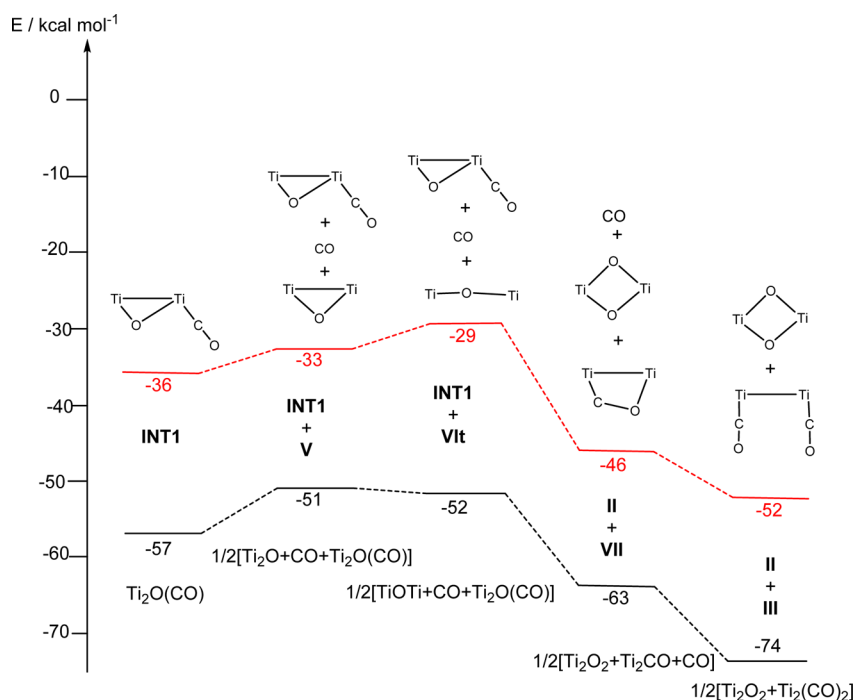 E / kcal mol-1
0
-10
-20
-30
-40
-50
-60
-70
Ti Ti
O
C
O
-36
INT1
-57
Ti2O(CO)
Ti Ti
O
C
O
+
CO
+
Ti Ti
O
-33
INT1
+
V
-51
1/2[Ti2O+CO+Ti2O(CO)]
Ti Ti
O
C
O
+
CO
+
Ti O Ti
-29
INT1
+
VIt
-52
1/2[TiOTi+CO+Ti2O(CO)]
CO
+
O
Ti Ti
O
+
Ti Ti
C O
-46
II
+
VII
-63
1/2[Ti2O2+Ti2CO+CO]
O
Ti Ti
O
+
Ti Ti
C C
O O
-52
II
+
III
-74
1/2[Ti2O2+Ti2(CO)2]